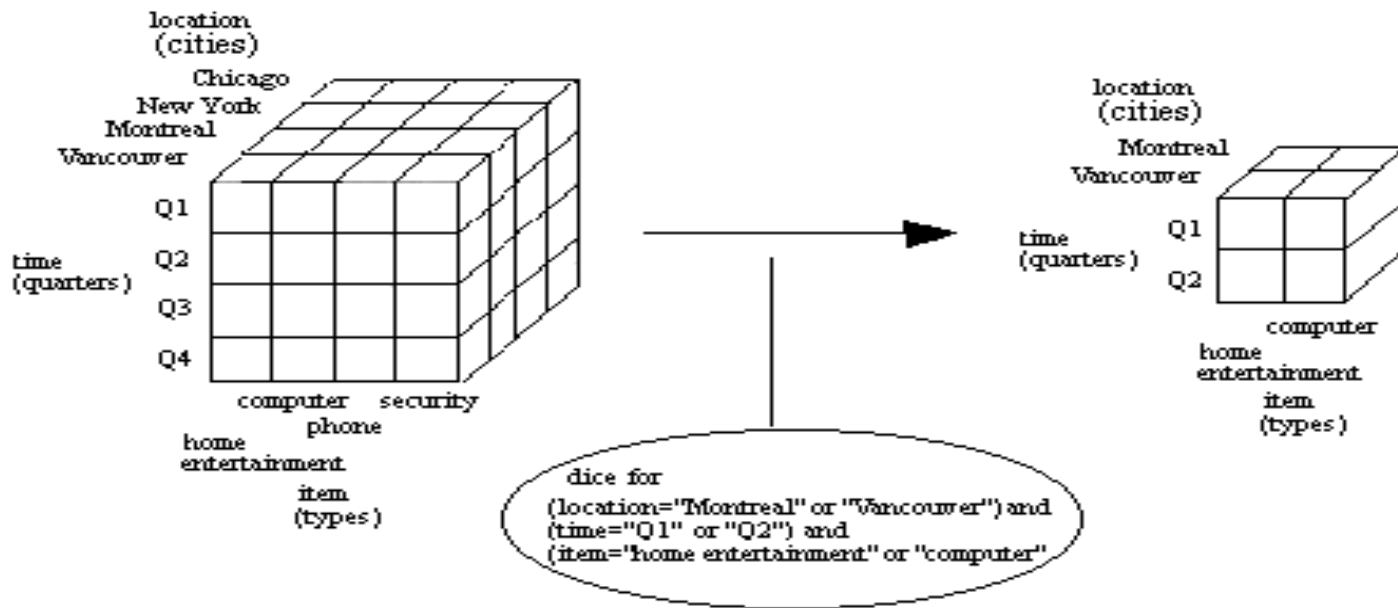 location
(cities)
Chicago
New York
Montreal
Vancouver
Q1
Q2
Q3
Q4
time
(quarters)
computer security
phone
home
entertainment
item
(types)
dice for
(location="Montreal" or "Vancouver") and
(time="Q1" or "Q2") and
(item="home entertainment" or "computer"
location
(cities)
Montreal
Vancouver
Q1
Q2
time
(quarters)
computer
home
entertainment
item
(types)